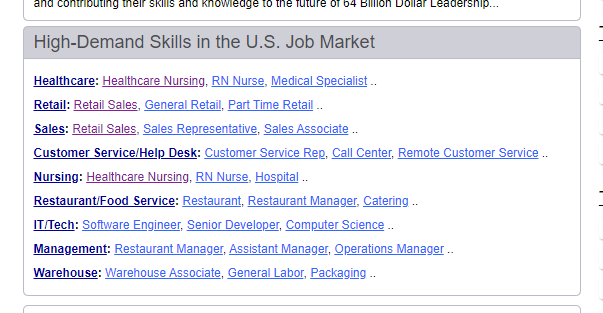 and contributing their skills and knowledge to the future of 64 Billion Dollar Leadership...
High-Demand Skills in the U.S. Job Market
Healthcare: Healthcare Nursing, RN Nurse, Medical Specialist ..
Retail: Retail Sales, General Retail, Part Time Retail ..
Sales: Retail Sales, Sales Representative, Sales Associate ..
Customer Service/Help Desk: Customer Service Rep, Call Center, Remote Customer Service ..
Nursing: Healthcare Nursing, RN Nurse, Hospital ..
Restaurant/Food Service: Restaurant, Restaurant Manager, Catering ..
IT/Tech: Software Engineer, Senior Developer, Computer Science ..
Management: Restaurant Manager, Assistant Manager, Operations Manager ..
Warehouse: Warehouse Associate, General Labor, Packaging ..